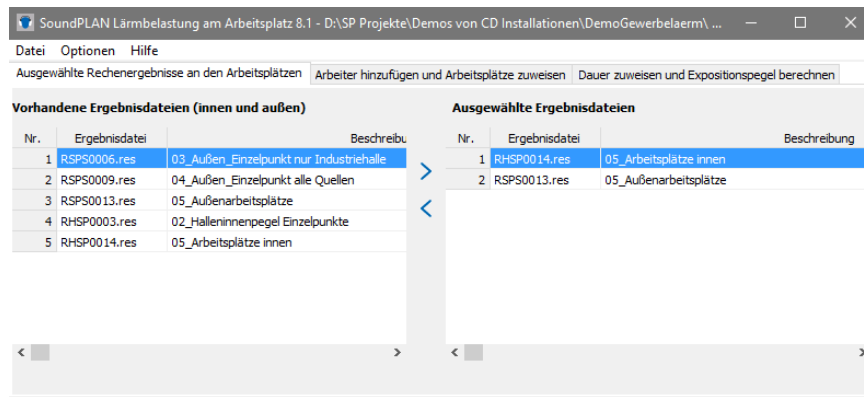 SoundPLAN Lärmbelastung am Arbeitsplatz 8.1 - D:\SP Projekte\Demos von CD Installationen\DemoGewerbelaerm\ ...
Datei Optionen Hilfe
Ausgewählte Rechenergebnisse an den Arbeitsplätzen Arbeiter hinzufügen und Arbeitsplätze zuweisen Dauer zuweisen und Expositionspegel berechnen
Vorhandene Ergebnisdateien (innen und außen)
Nr. Ergebnisdatei Beschreibu
1 RSPS0006.res 03_Außen_Einzelpunkt nur Industriehalle
2 RSPS0009.res 04_Außen_Einzelpunkt alle Quellen
3 RSPS0013.res 05_Außenarbeitsplätze
4 RHSP0003.res 02_Halleninnenpegel Einzelpunkte
5 RHSP0014.res 05_Arbeitsplätze innen
Ausgewählte Ergebnisdateien
Nr. Ergebnisdatei Beschreibung
1 RHSP0014.res 05_Arbeitsplätze innen
2 RSPS0013.res 05_Außenarbeitsplätze